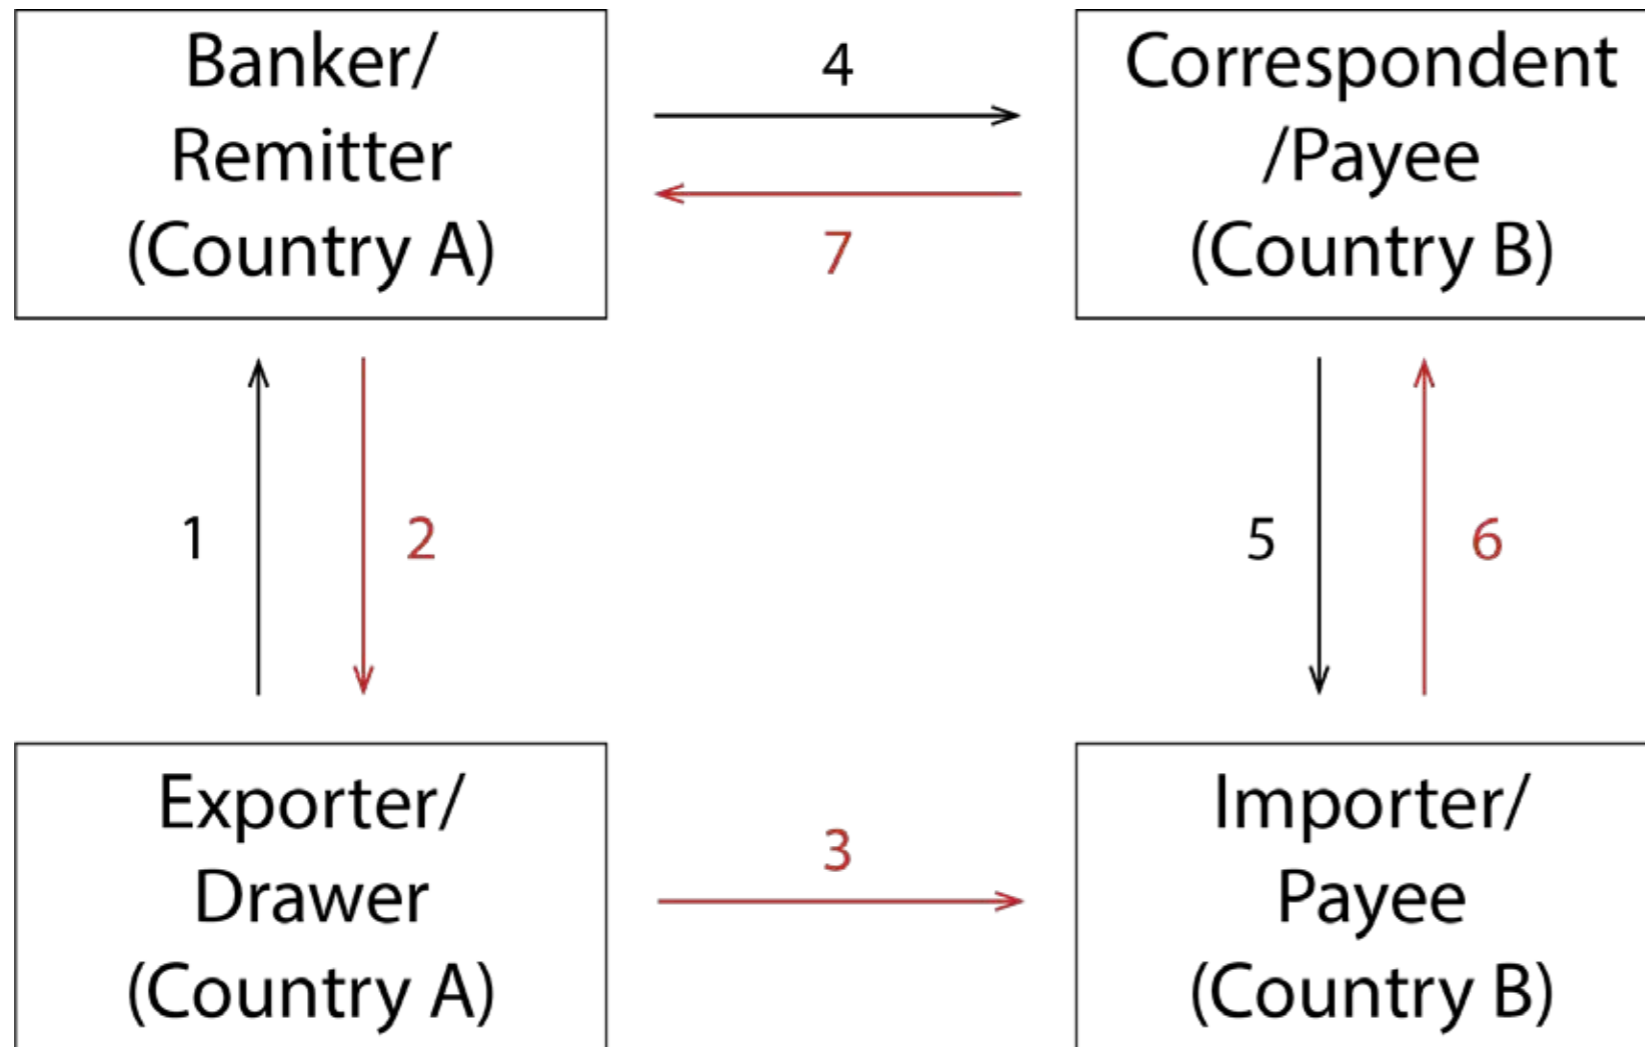 Banker/
Remitter
(Country A)
4
7
Correspondent
/Payee
(Country B)
1
2
5
6
Exporter/
Drawer
(Country A)
3
Importer/
Payee
(Country B)